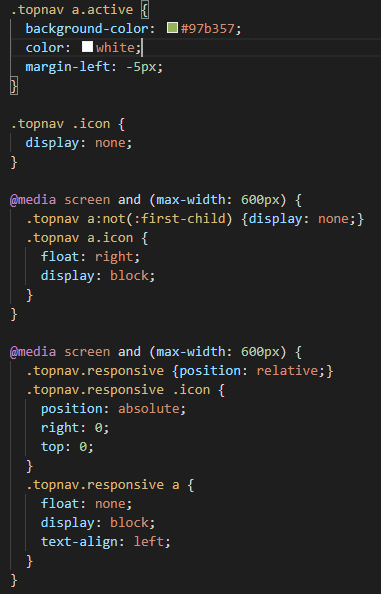 .topnav a.active {
  background-color: #97b357;
  color: white;
  margin-left: -5px;
}

.topnav .icon {
  display: none;
}

@media screen and (max-width: 600px) {
  .topnav a:not(:first-child) {display: none;}
  .topnav a.icon {
    float: right;
    display: block;
  }
}

@media screen and (max-width: 600px) {
  .topnav.responsive {position: relative;}
  .topnav.responsive .icon {
    position: absolute;
    right: 0;
    top: 0;
  }
  .topnav.responsive a {
    float: none;
    display: block;
    text-align: left;
  }
}